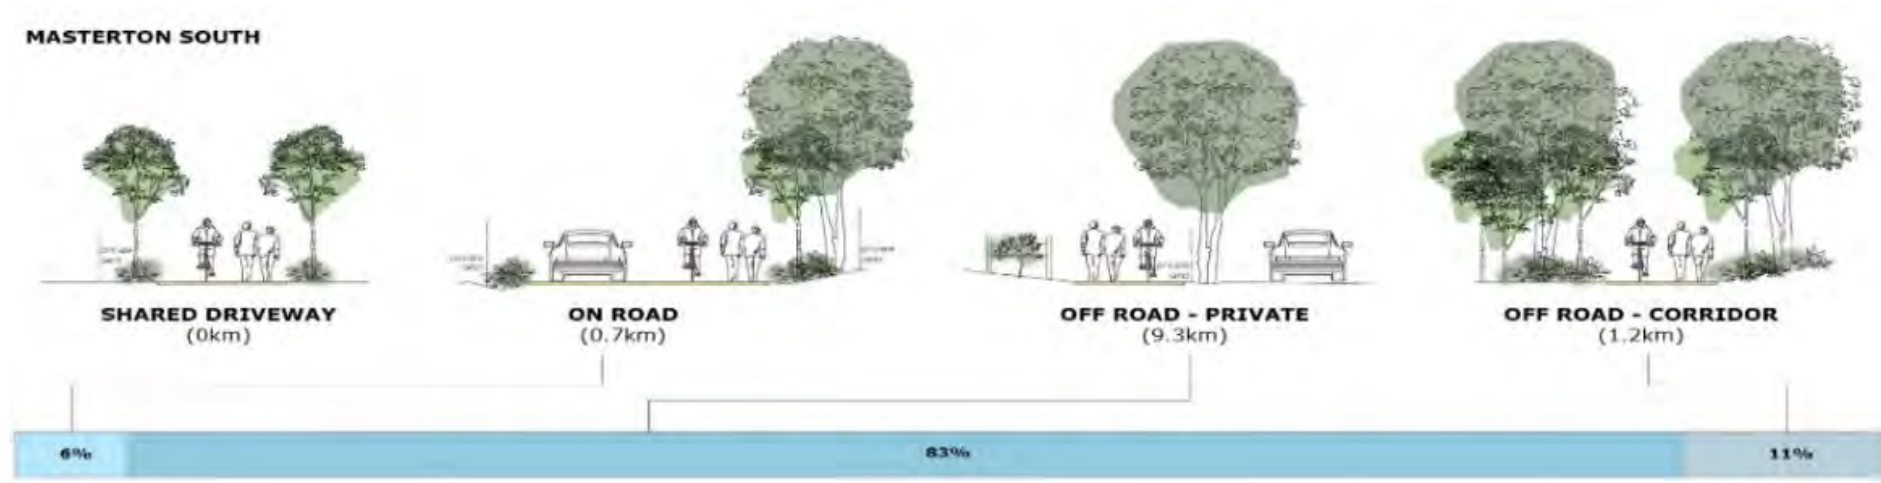 MASTERTON SOUTH
SHARED DRIVEWAY
(0km)
ON ROAD
(0.7km)
OFF ROAD - PRIVATE
(9.3km)
OFF ROAD - CORRIDOR
(1.2km)
6%
83%
11%